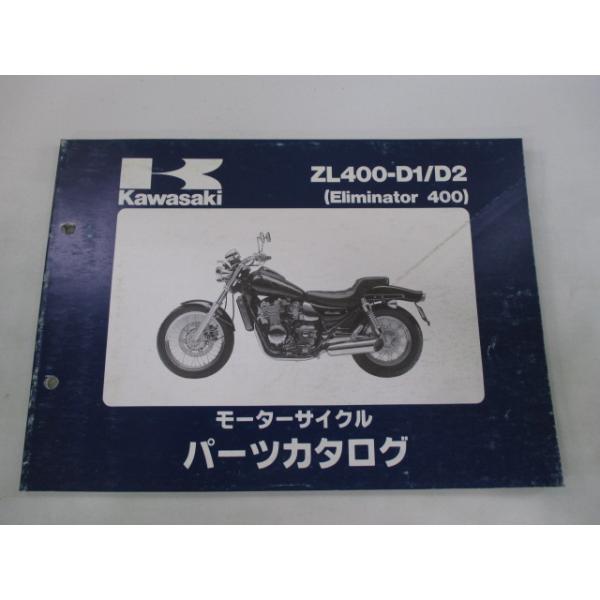 Kawasaki
ZL400-D1/D2
(Eliminator 400)
モーターサイクル
パーツカタログ